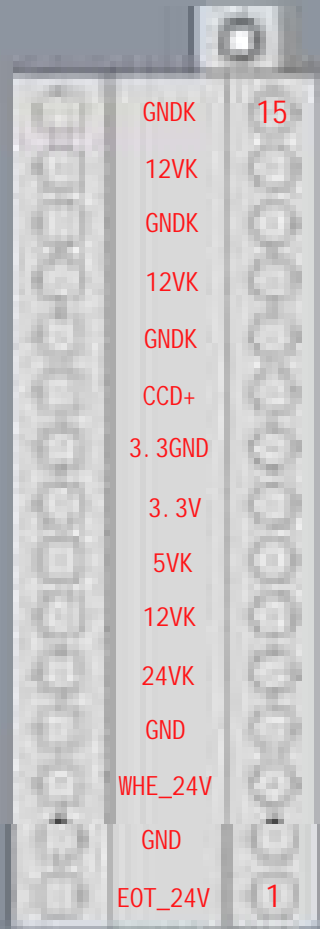 GNDK 15
12VK
GNDK
12VK
GNDK
CCD+
3.3GND
3.3V
5VK
12VK
24VK
GND
WHE_24V
GND
EOT_24V 1